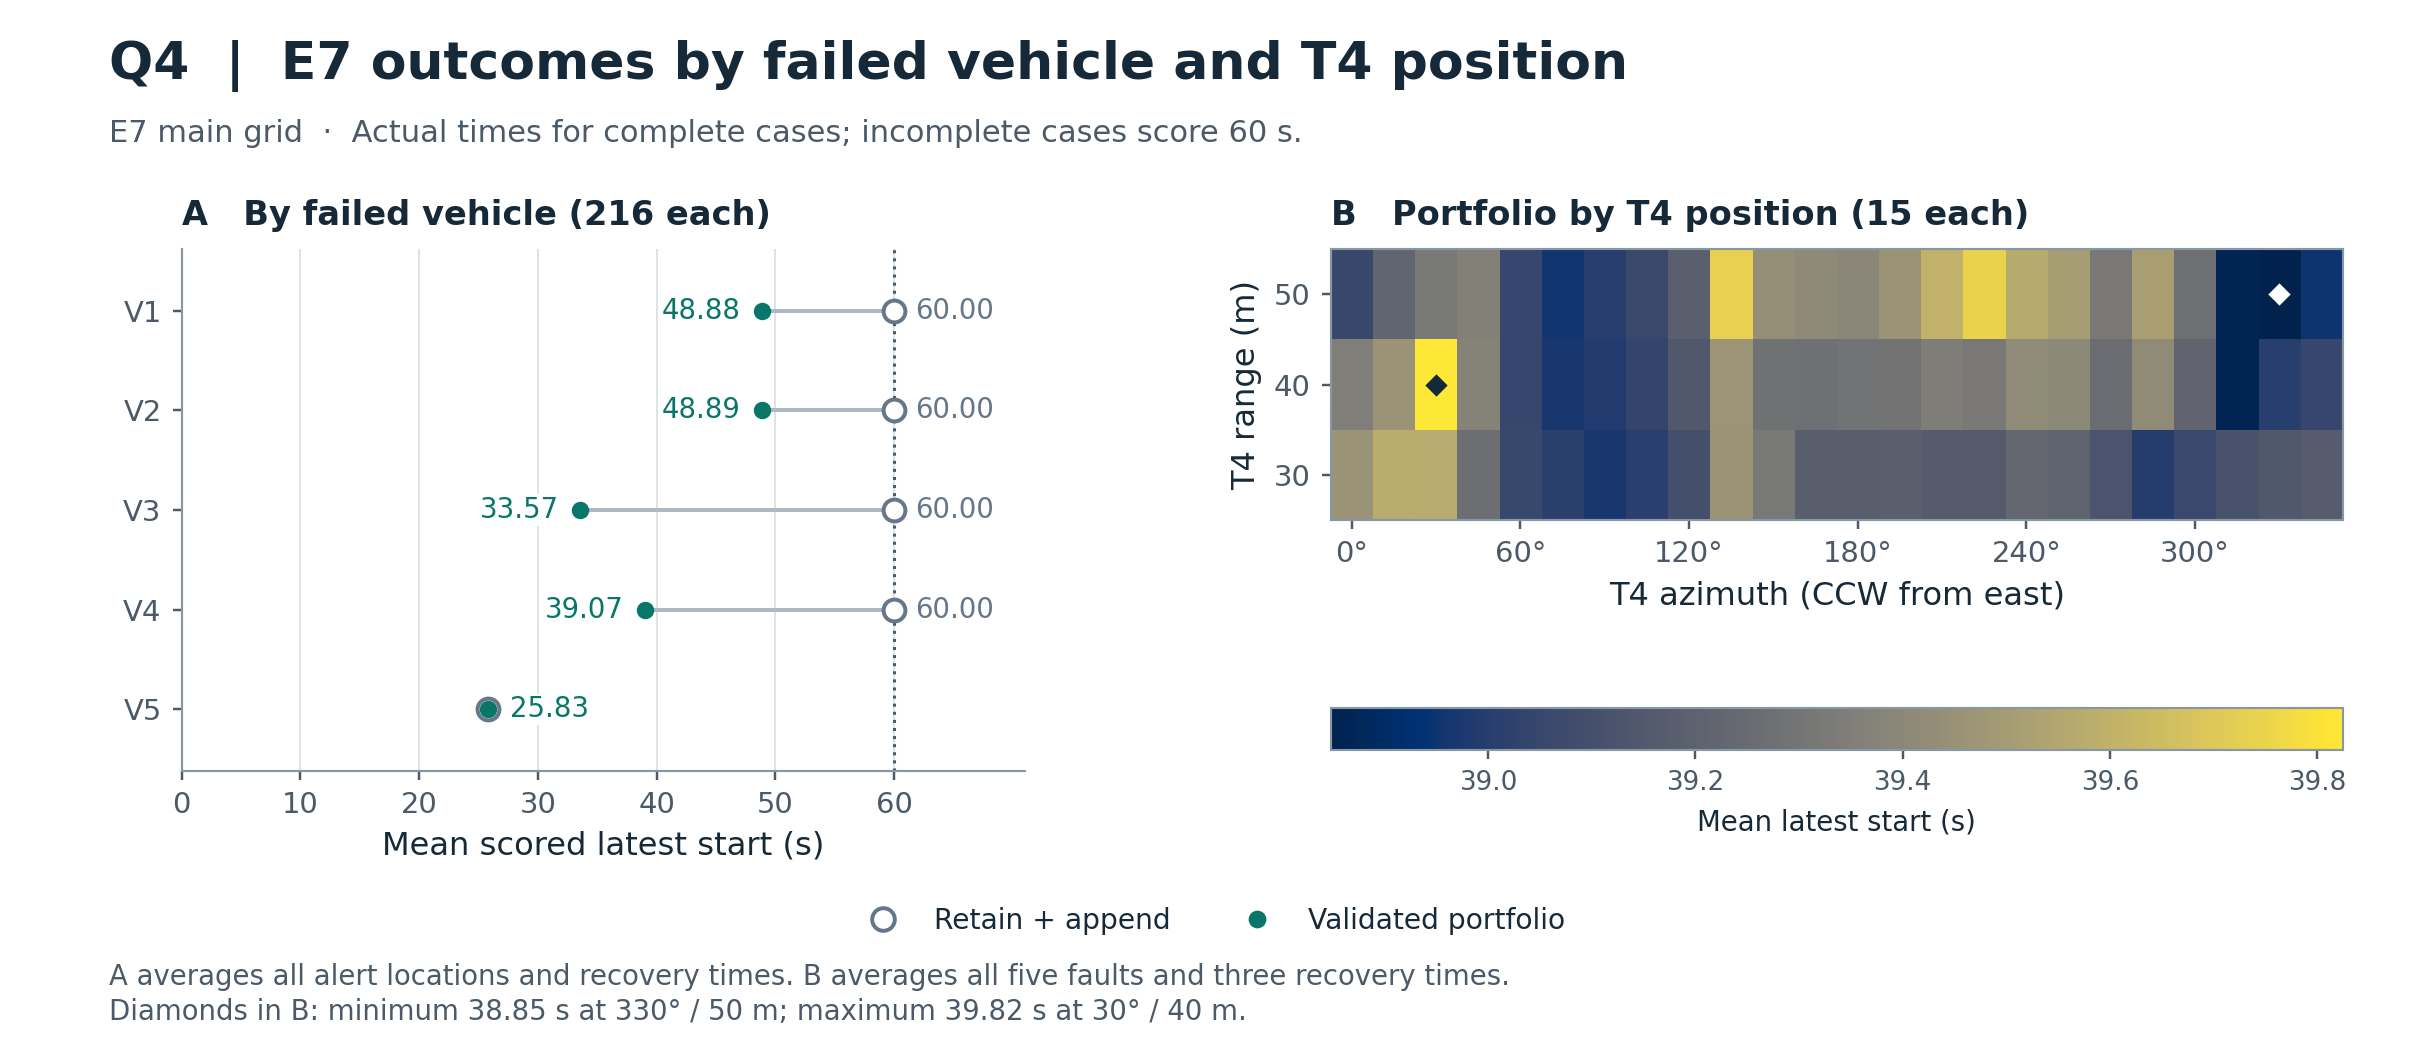 Q4 | E7 outcomes by failed vehicle and T4 position
E7 main grid · Actual times for complete cases; incomplete cases score 60 s.
A By failed vehicle (216 each)
V1
48.88
60.00
V2
48.89
60.00
V3
33.57
60.00
V4
39.07
60.00
V5
25.83
0 10 20 30 40 50 60
Mean scored latest start (s)
B Portfolio by T4 position (15 each)
T4 range (m)
50
40
30
0° 60° 120° 180° 240° 300°
T4 azimuth (CCW from east)
39.0 39.2 39.4 39.6 39.8
Mean latest start (s)
Retain + append
Validated portfolio
A averages all alert locations and recovery times. B averages all five faults and three recovery times.
Diamonds in B: minimum 38.85 s at 330° / 50 m; maximum 39.82 s at 30° / 40 m.